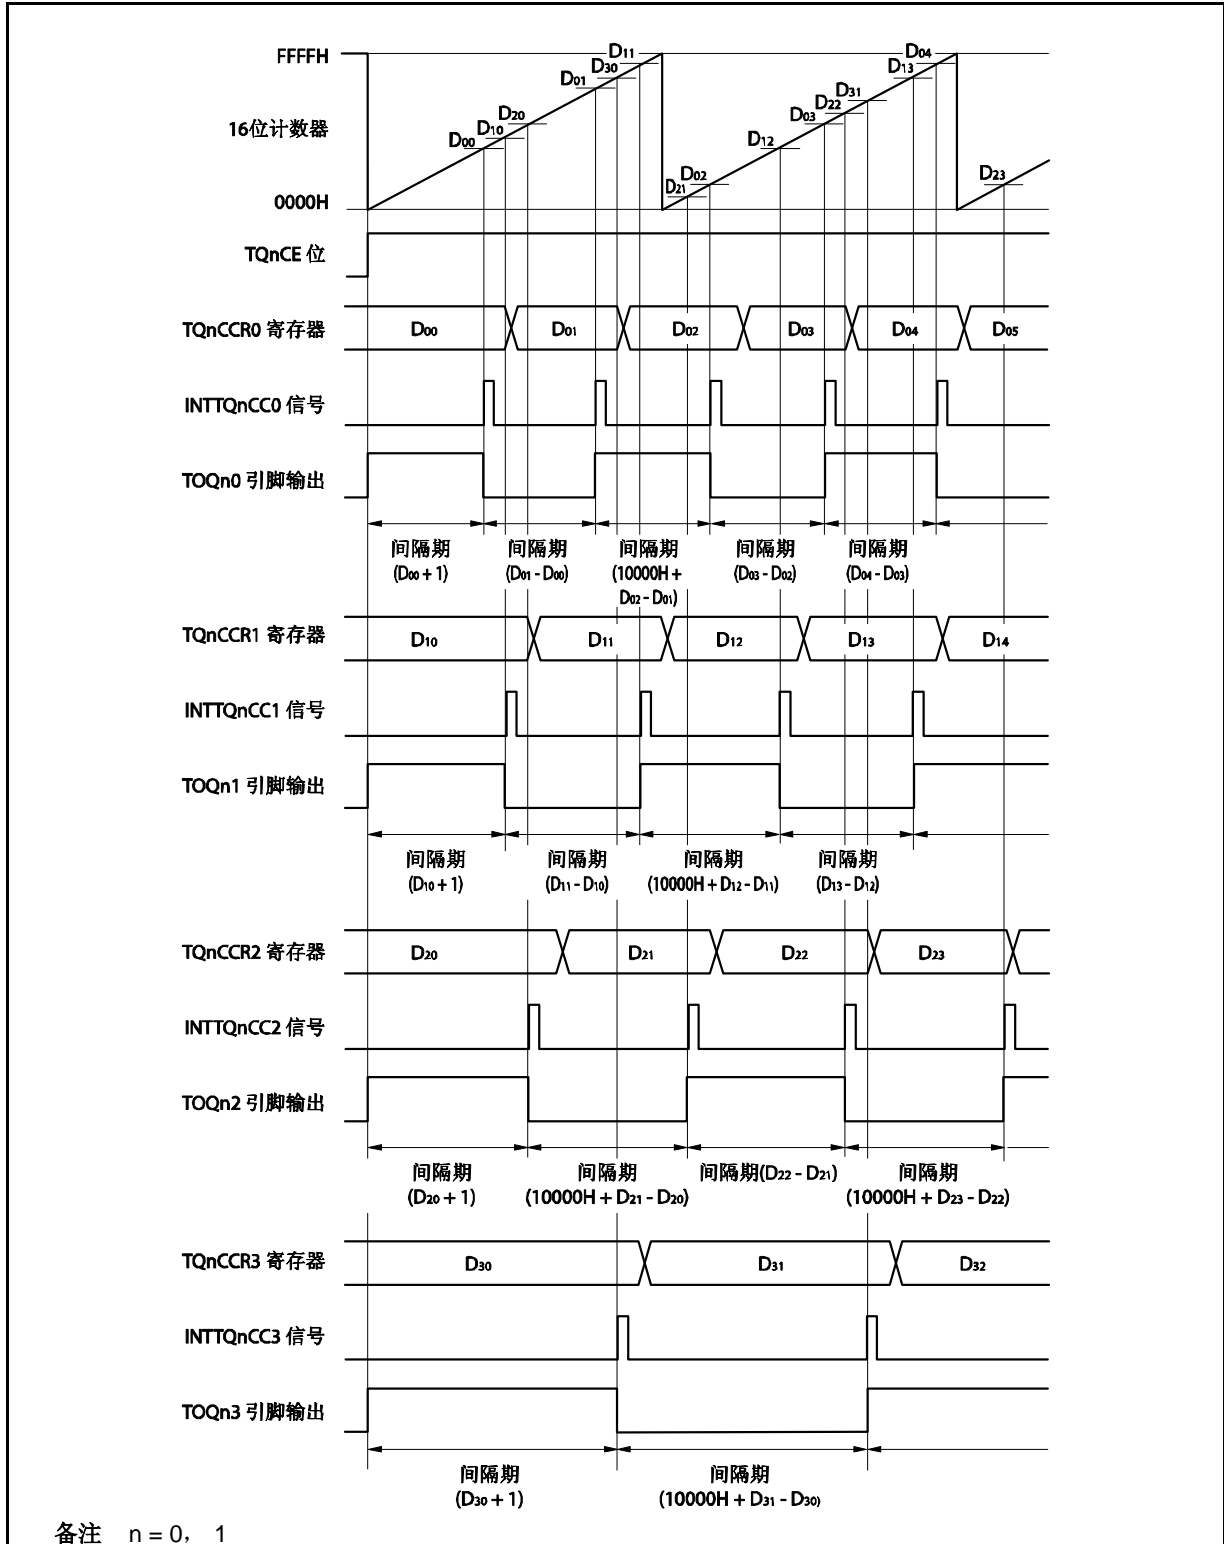 FFFFH
16位计数器
0000H
D00
D10
D20
D01
D30
D11
D21
D02
D12
D03
D22
D31
D13
D04
D23
TQnCE 位
TQnCCR0 寄存器
D00
D01
D02
D03
D04
D05
INTTQnCC0 信号
TOQn0 引脚输出
间隔期
(D00 + 1)
间隔期
(D01 - D00)
间隔期
(10000H +
D02 - D01)
间隔期
(D03 - D02)
间隔期
(D04 - D03)
TQnCCR1 寄存器
D10
D11
D12
D13
D14
INTTQnCC1 信号
TOQn1 引脚输出
间隔期
(D10 + 1)
间隔期
(D11 - D10)
间隔期
(10000H + D12 - D11)
间隔期
(D13 - D12)
TQnCCR2 寄存器
D20
D21
D22
D23
INTTQnCC2 信号
TOQn2 引脚输出
间隔期
(D20 + 1)
间隔期
(10000H + D21 - D20)
间隔期(D22 - D21)
间隔期
(10000H + D23 - D22)
TQnCCR3 寄存器
D30
D31
D32
INTTQnCC3 信号
TOQn3 引脚输出
间隔期
(D30 + 1)
间隔期
(10000H + D31 - D30)
备注 n = 0， 1